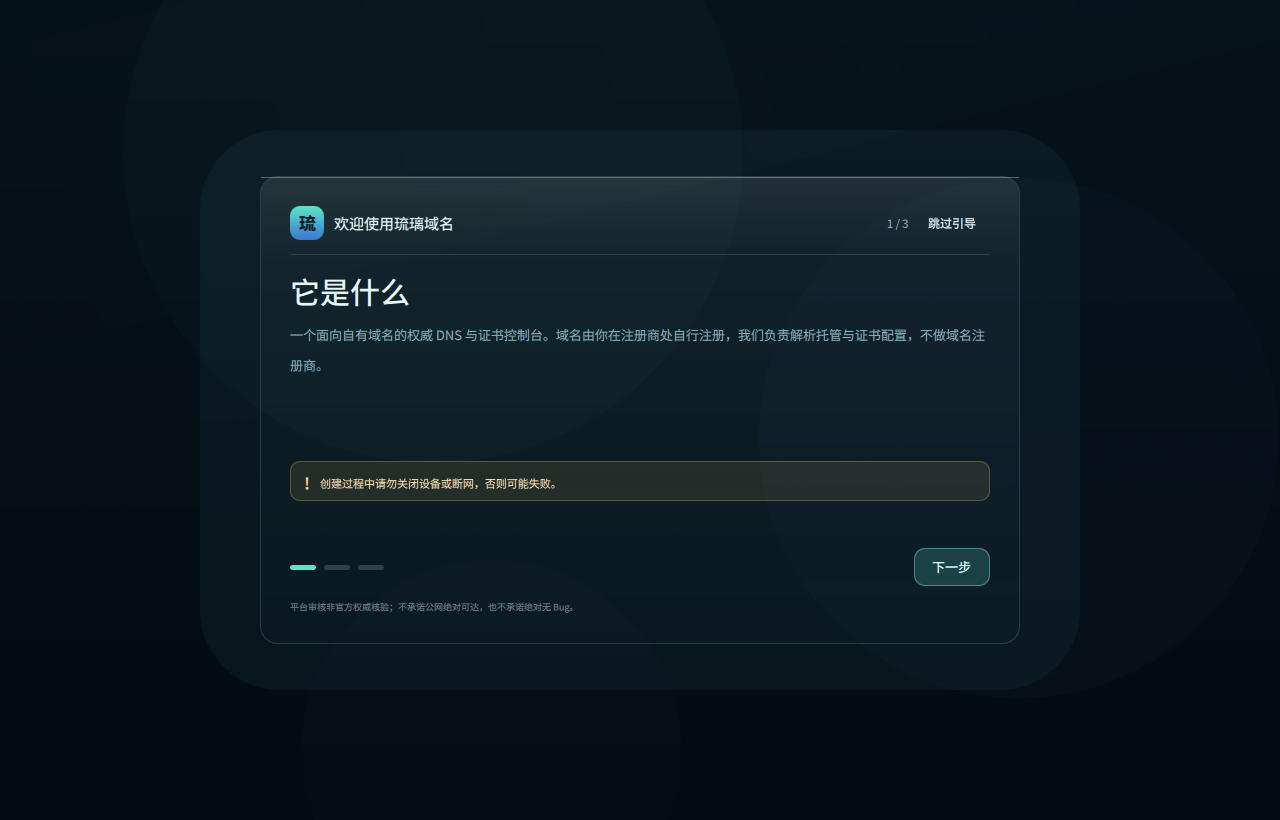 琉 欢迎使用琉璃域名 1 / 3 跳过引导
它是什么
一个面向自有域名的权威 DNS 与证书控制台。域名由你在注册商处自行注册，我们负责解析托管与证书配置，不做域名注
册商。
! 创建过程中请勿关闭设备或断网，否则可能失败。
下一步
平台审核非官方权威核验；不承诺公网绝对可达，也不承诺绝对无 Bug。